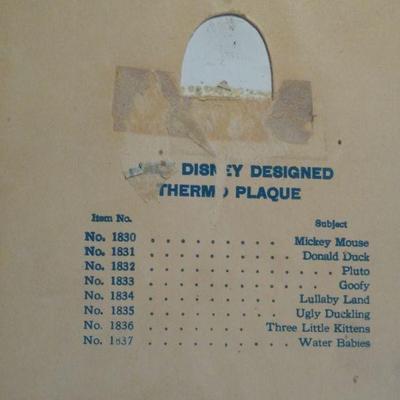 DISNEY DESIGNED
THERMO PLAQUE
Item No. Subject
No. 1830 . . . . . . . . . . Mickey Mouse
No. 1831 . . . . . . . . . . Donald Duck
No. 1832 . . . . . . . . . . . . . Pluto
No. 1833 . . . . . . . . . . . . . Goofy
No. 1834 . . . . . . . . . . Lullaby Land
No. 1835 . . . . . . . . . . Ugly Duckling
No. 1836 . . . . . . . . Three Little Kittens
No. 1837 . . . . . . . . . . Water Babies